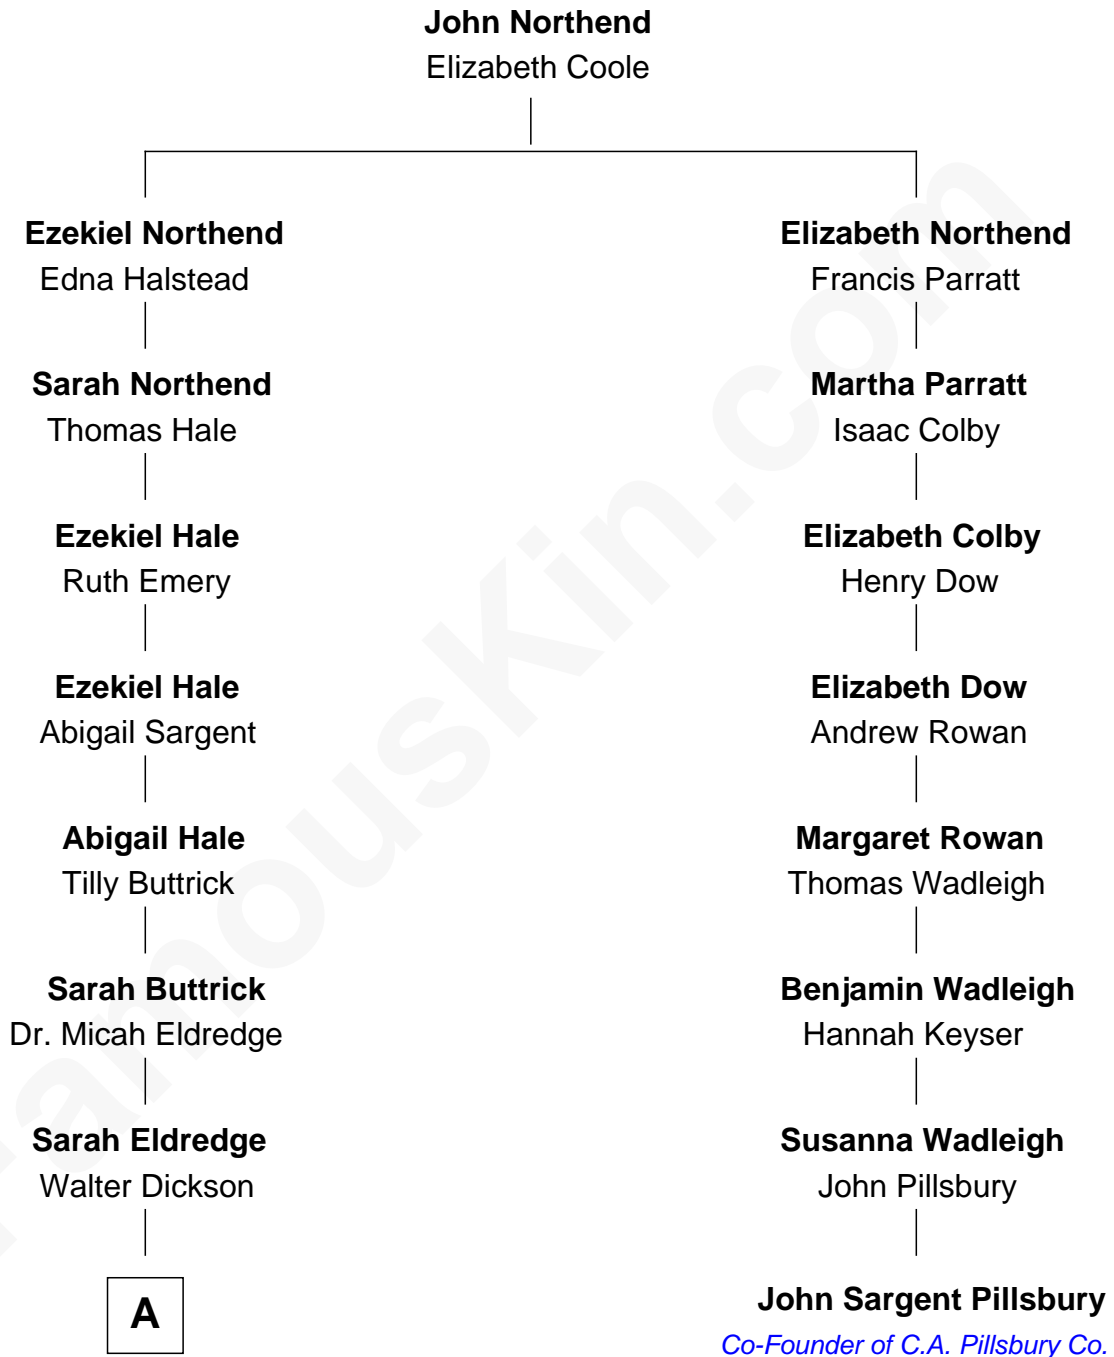 John Northend
Elizabeth Coole
Ezekiel Northend
Edna Halstead
Elizabeth Northend
Francis Parratt
Sarah Northend
Thomas Hale
Martha Parratt
Isaac Colby
Ezekiel Hale
Ruth Emery
Elizabeth Colby
Henry Dow
Ezekiel Hale
Abigail Sargent
Elizabeth Dow
Andrew Rowan
Abigail Hale
Tilly Buttrick
Margaret Rowan
Thomas Wadleigh
Sarah Buttrick
Dr. Micah Eldredge
Benjamin Wadleigh
Hannah Keyser
Sarah Eldredge
Walter Dickson
Susanna Wadleigh
John Pillsbury
A
John Sargent Pillsbury
Co-Founder of C.A. Pillsbury Co.
FamousKin.com